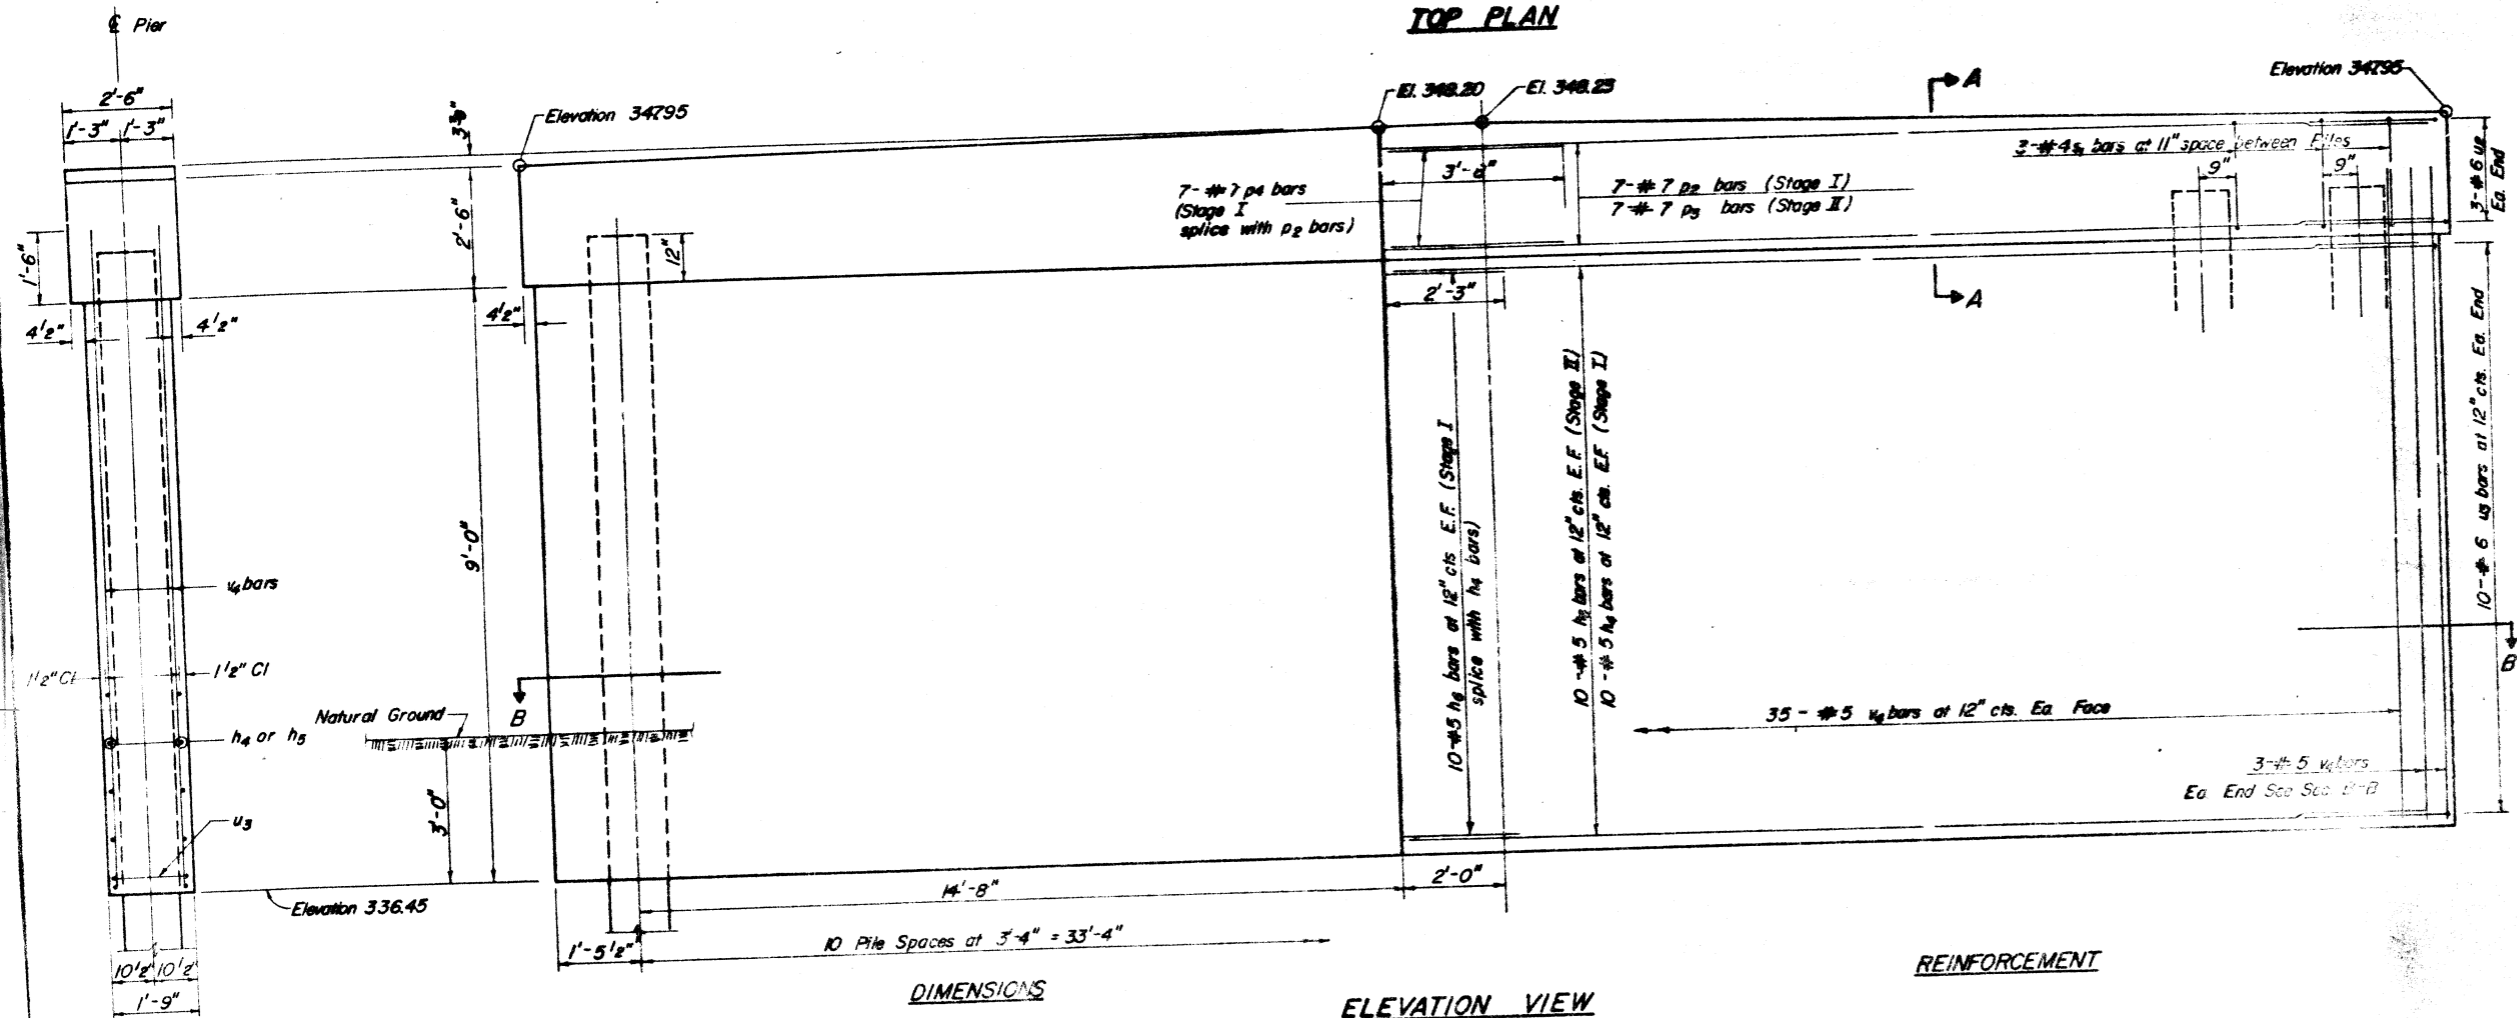 TOP PLAN
℄ Pier
2'-6"
1'-3" 1'-3"
1'-6"
4½" 4½"
v4 bars
1½" Cl 1½" Cl
h4 or h5
u3
Elevation 336.45
10½" 10½"
1'-9"
Elevation 347.95
2'-6"
12"
4½"
9'-0"
Natural Ground
3'-0"
B
14'-8"
2'-0"
1'-5½"
10 Pile Spaces at 3'-4" = 33'-4"
DIMENSIONS
El. 348.20
El. 348.23
A
Elevation 347.95
3-#4 s1 bars at 11" space between Piles
9" 9"
3-#6 u2
Ea. End
3'-8"
7-#7 p4 bars
(Stage I
splice with p2 bars)
7-#7 p2 bars (Stage I)
7-#7 p3 bars (Stage II)
2'-3"
A
10-#5 h6 bars at 12" cts E.F. (Stage I
splice with h4 bars)
10-#5 h5 bars at 12" cts. E.F. (Stage II)
10-#5 h4 bars at 12" cts. E.F. (Stage I)
10-#6 u3 bars at 12" cts. Ea. End
B
35-#5 v4 bars at 12" cts. Ea. Face
3-#5 v4 bars
Ea. End See Sec. B-B
REINFORCEMENT
ELEVATION VIEW